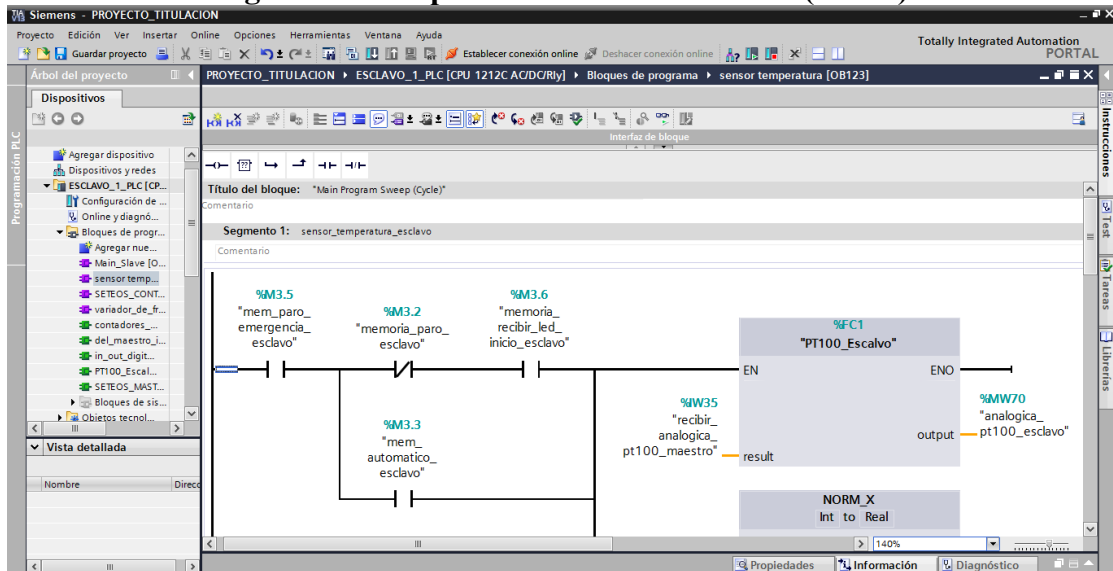 Siemens - PROYECTO_TITULACION
Proyecto Edición Ver Insertar Online Opciones Herramientas Ventana Ayuda
Totally Integrated Automation
PORTAL
Guardar proyecto
Establecer conexión online
Deshacer conexión online
Árbol del proyecto
PROYECTO_TITULACION ESCLAVO_1_PLC [CPU 1212C AC/DC/Rly] Bloques de programa sensor temperatura [OB123]
Dispositivos
Interfaz de bloque
Programación PLC
Agregar dispositivo
Dispositivos y redes
ESCLAVO_1_PLC [CP...
Configuración de ...
Online y diagnó...
Bloques de progr...
Agregar nue...
Main_Slave [O...
sensor temp...
SETEOS_CONT...
variador_de_fr...
contadores_...
del_maestro_i...
in_out_digit...
PT100_Escal...
SETEOS_MAST...
Bloques de sis...
Objetos tecnol...
Vista detallada
Nombre Direcc
Título del bloque: "Main Program Sweep (Cycle)"
Comentario
Segmento 1: sensor_temperatura_esclavo
Comentario
%M3.5
"mem_paro_
emergencia_
esclavo"
%M3.2
"memoria_paro_
esclavo"
%M3.6
"memoria_
recibir_led_
inicio_esclavo"
%M3.3
"mem_
automatico_
esclavo"
%FC1
"PT100_Escalvo"
EN ENO
%IW35
"recibir_
analogica_
pt100_maestro"
result
output
%MW70
"analogica_
pt100_esclavo"
NORM_X
Int to Real
140%
Propiedades Información Diagnóstico
Instrucciones
Test
Tareas
Librerías